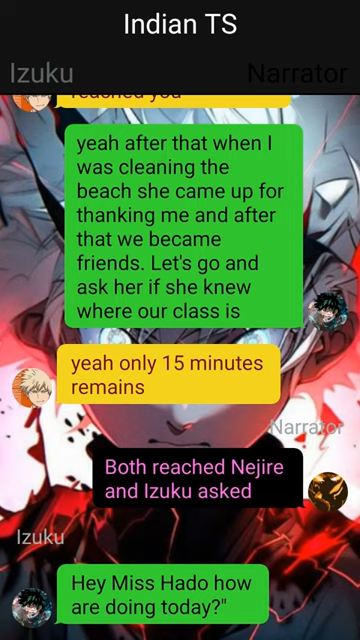 Indian TS
Izuku
Narrator
reached you
yeah after that when I
was cleaning the
beach she came up for
thanking me and after
that we became
friends. Let's go and
ask her if she knew
where our class is
yeah only 15 minutes
remains
Narrator
Both reached Nejire
and Izuku asked
Izuku
Hey Miss Hado how
are doing today?"